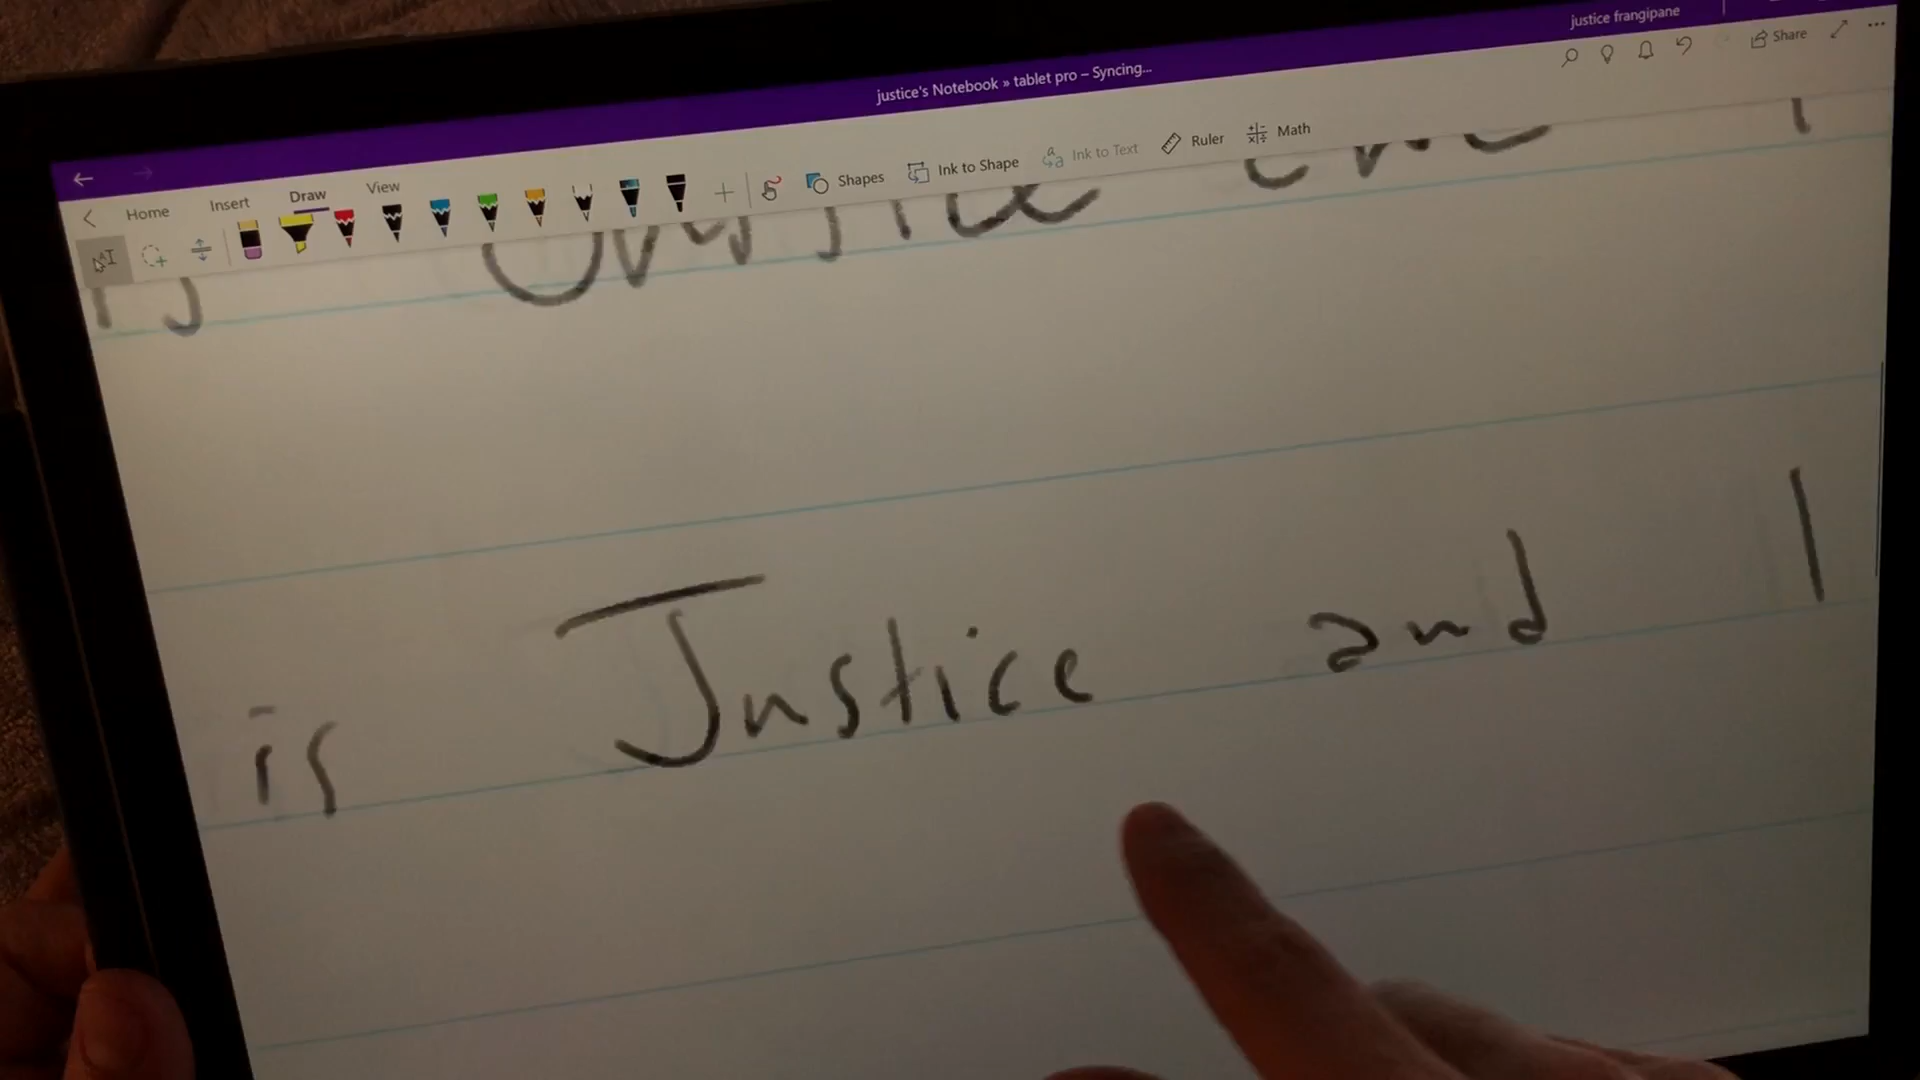 justice frangipane
justice's Notebook » tablet pro – Syncing...
Share
Home Insert Draw View
Shapes Ink to Shape Ink to Text Ruler Math
is Justice and I